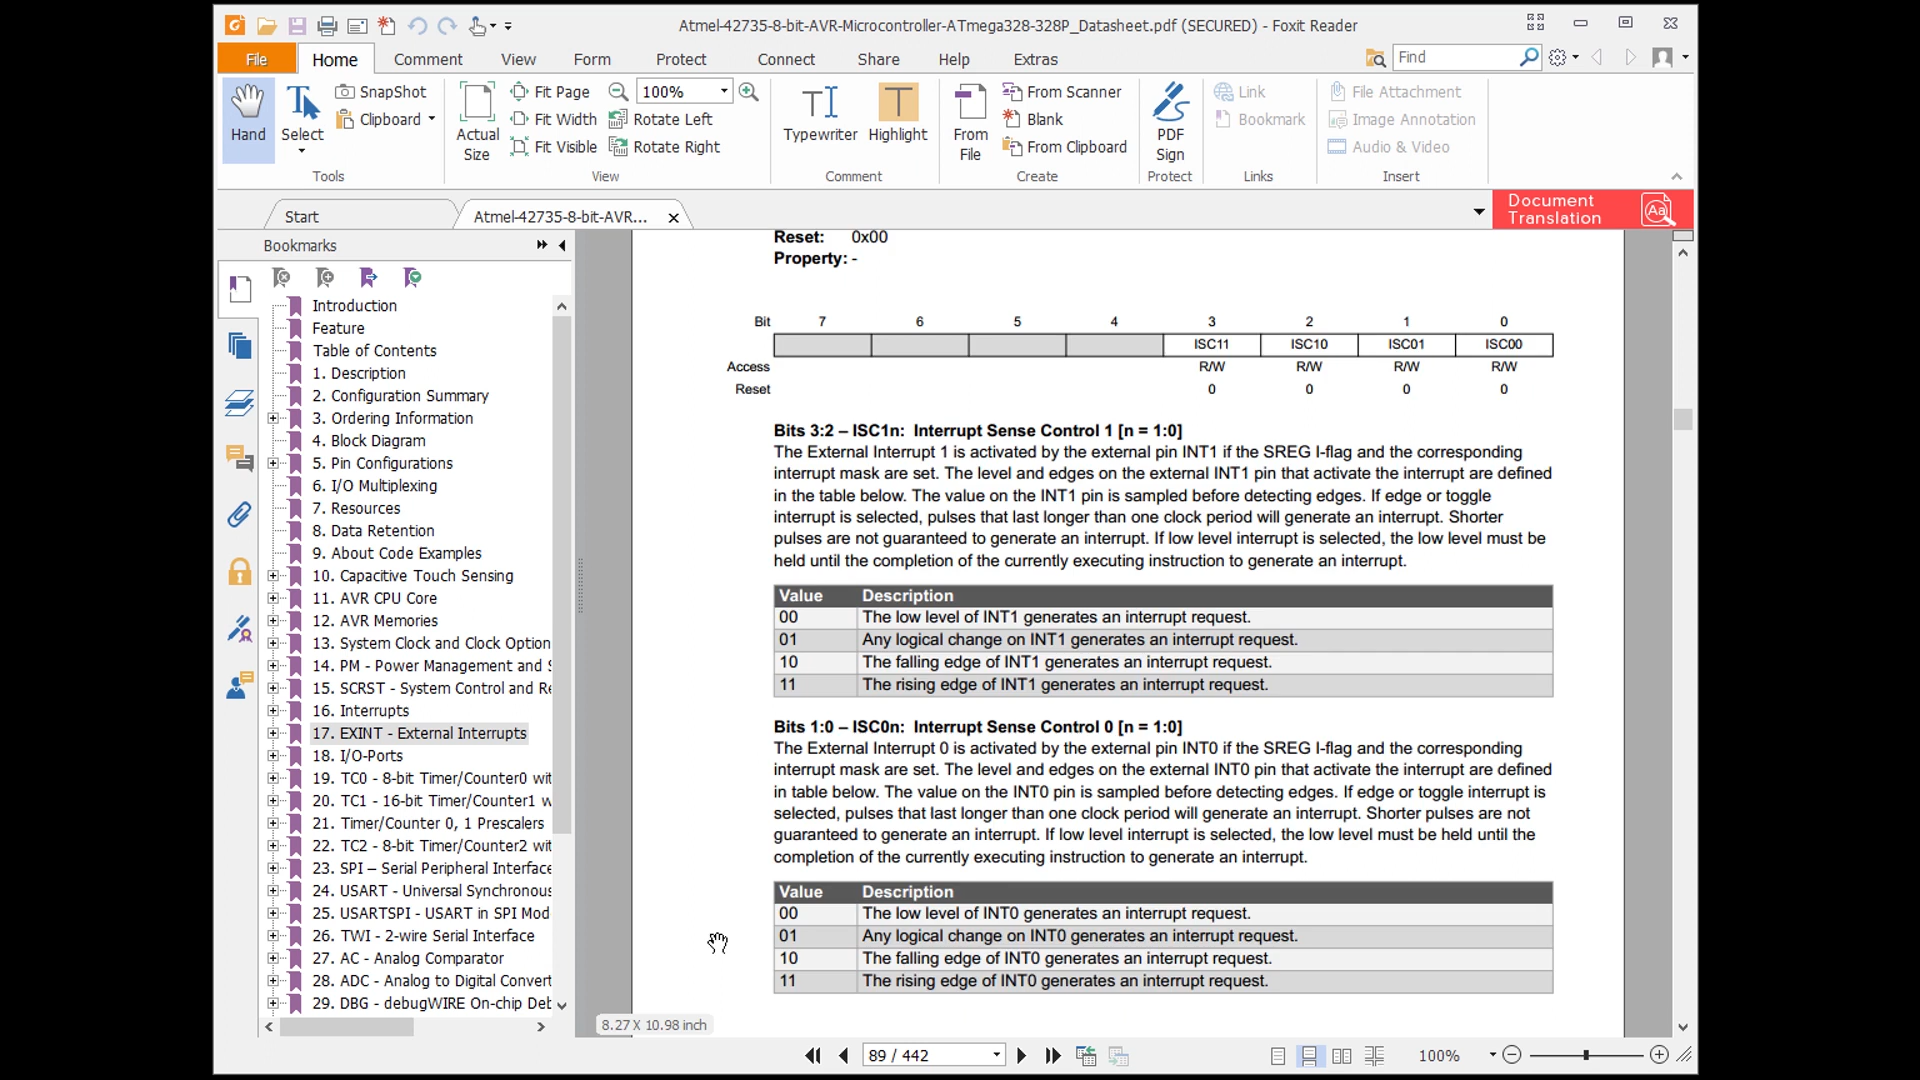 Atmel-42735-8-bit-AVR-Microcontroller-ATmega328-328P_Datasheet.pdf (SECURED) - Foxit Reader
File Home Comment View Form Protect Connect Share Help Extras Find
Hand
Select
SnapShot
Clipboard
Tools
Actual Size
Fit Page
Fit Width
Fit Visible
100%
Rotate Left
Rotate Right
View
Typewriter
Highlight
Comment
From File
From Scanner
Blank
From Clipboard
Create
PDF Sign
Protect
Link
Bookmark
Links
File Attachment
Image Annotation
Audio & Video
Insert
Start
Atmel-42735-8-bit-AVR...
Document
Translation
Bookmarks
Introduction
Feature
Table of Contents
1. Description
2. Configuration Summary
3. Ordering Information
4. Block Diagram
5. Pin Configurations
6. I/O Multiplexing
7. Resources
8. Data Retention
9. About Code Examples
10. Capacitive Touch Sensing
11. AVR CPU Core
12. AVR Memories
13. System Clock and Clock Option
14. PM - Power Management and S
15. SCRST - System Control and Re
16. Interrupts
17. EXINT - External Interrupts
18. I/O-Ports
19. TC0 - 8-bit Timer/Counter0 wit
20. TC1 - 16-bit Timer/Counter1 w
21. Timer/Counter 0, 1 Prescalers
22. TC2 - 8-bit Timer/Counter2 wit
23. SPI – Serial Peripheral Interface
24. USART - Universal Synchronous
25. USARTSPI - USART in SPI Mod
26. TWI - 2-wire Serial Interface
27. AC - Analog Comparator
28. ADC - Analog to Digital Convert
29. DBG - debugWIRE On-chip Deb
Reset: 0x00
Property: -
Bit 7 6 5 4 3 2 1 0
ISC11 ISC10 ISC01 ISC00
Access R/W R/W R/W R/W
Reset 0 0 0 0
Bits 3:2 – ISC1n: Interrupt Sense Control 1 [n = 1:0]
The External Interrupt 1 is activated by the external pin INT1 if the SREG I-flag and the corresponding
interrupt mask are set. The level and edges on the external INT1 pin that activate the interrupt are defined
in the table below. The value on the INT1 pin is sampled before detecting edges. If edge or toggle
interrupt is selected, pulses that last longer than one clock period will generate an interrupt. Shorter
pulses are not guaranteed to generate an interrupt. If low level interrupt is selected, the low level must be
held until the completion of the currently executing instruction to generate an interrupt.
Value Description
00 The low level of INT1 generates an interrupt request.
01 Any logical change on INT1 generates an interrupt request.
10 The falling edge of INT1 generates an interrupt request.
11 The rising edge of INT1 generates an interrupt request.
Bits 1:0 – ISC0n: Interrupt Sense Control 0 [n = 1:0]
The External Interrupt 0 is activated by the external pin INT0 if the SREG I-flag and the corresponding
interrupt mask are set. The level and edges on the external INT0 pin that activate the interrupt are defined
in table below. The value on the INT0 pin is sampled before detecting edges. If edge or toggle interrupt is
selected, pulses that last longer than one clock period will generate an interrupt. Shorter pulses are not
guaranteed to generate an interrupt. If low level interrupt is selected, the low level must be held until the
completion of the currently executing instruction to generate an interrupt.
Value Description
00 The low level of INT0 generates an interrupt request.
01 Any logical change on INT0 generates an interrupt request.
10 The falling edge of INT0 generates an interrupt request.
11 The rising edge of INT0 generates an interrupt request.
8.27 X 10.98 inch
89 / 442
100%